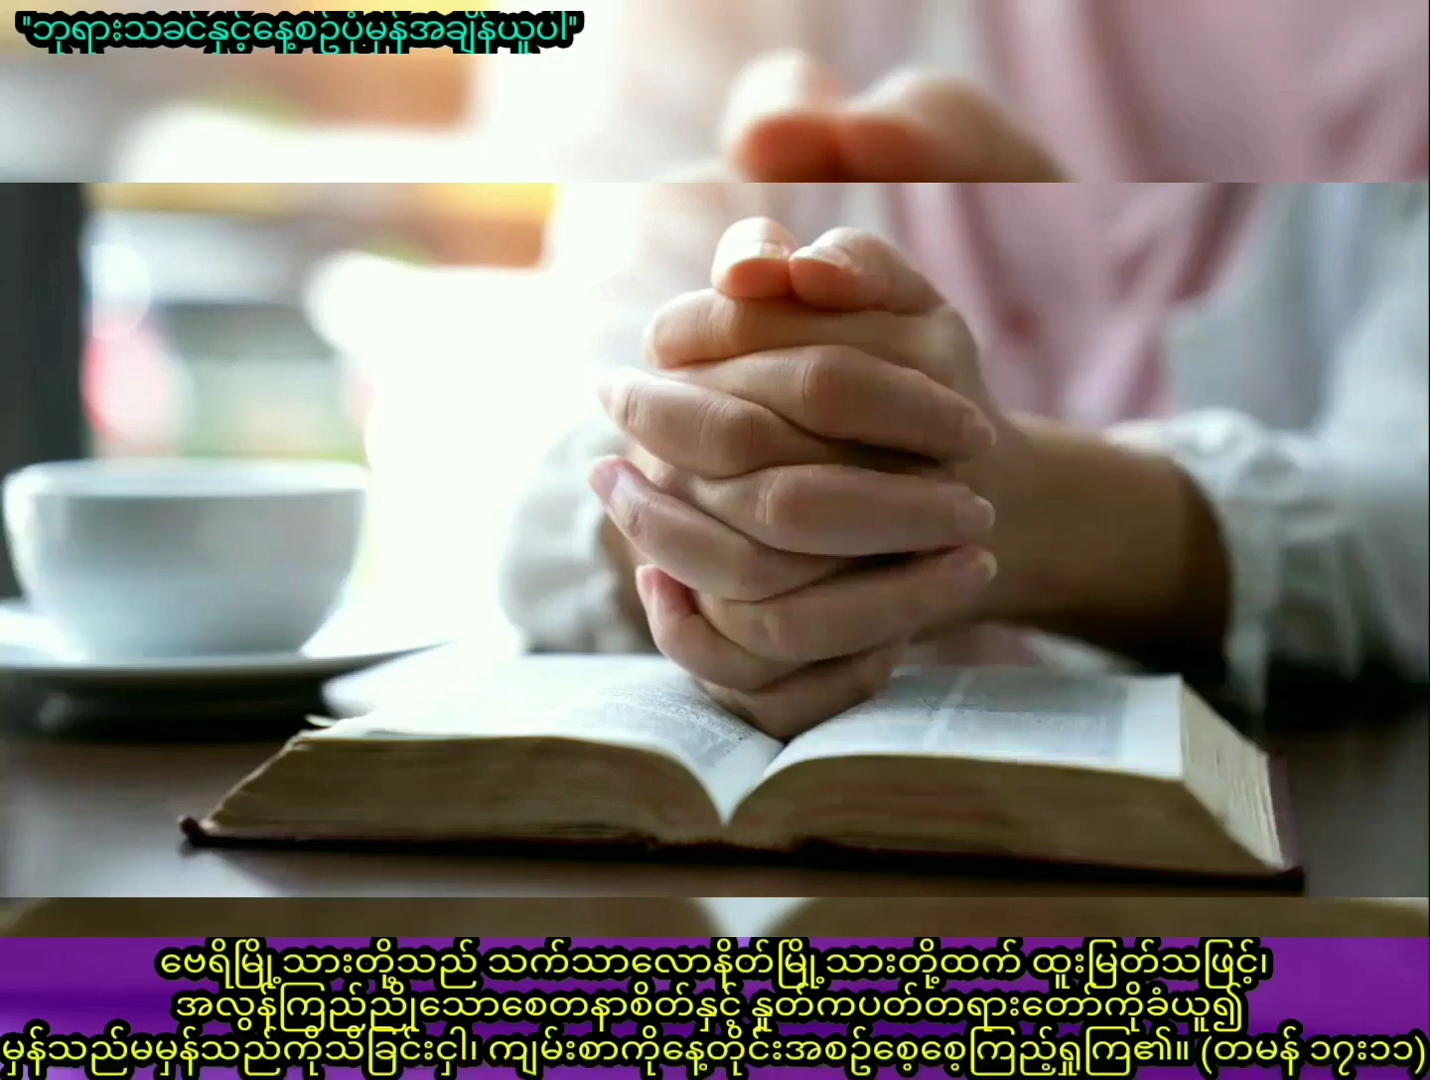 "ဘုရားသခင်နှင့်နေ့စဉ်ပုံမှန်အချိန်ယူပါ"
ဗေရိမြို့သားတို့သည် သက်သာလောနိတ်မြို့သားတို့ထက် ထူးမြတ်သဖြင့်၊
အလွန်ကြည်ညိုသောစေတနာစိတ်နှင့် နှုတ်ကပတ်တရားတော်ကိုခံယူ၍
မှန်သည်မမှန်သည်ကိုသိခြင်းငှါ၊ ကျမ်းစာကိုနေ့တိုင်းအစဉ်စေ့စေ့ကြည့်ရှုကြ၏။ (တမန် ၁၇း၁၁)